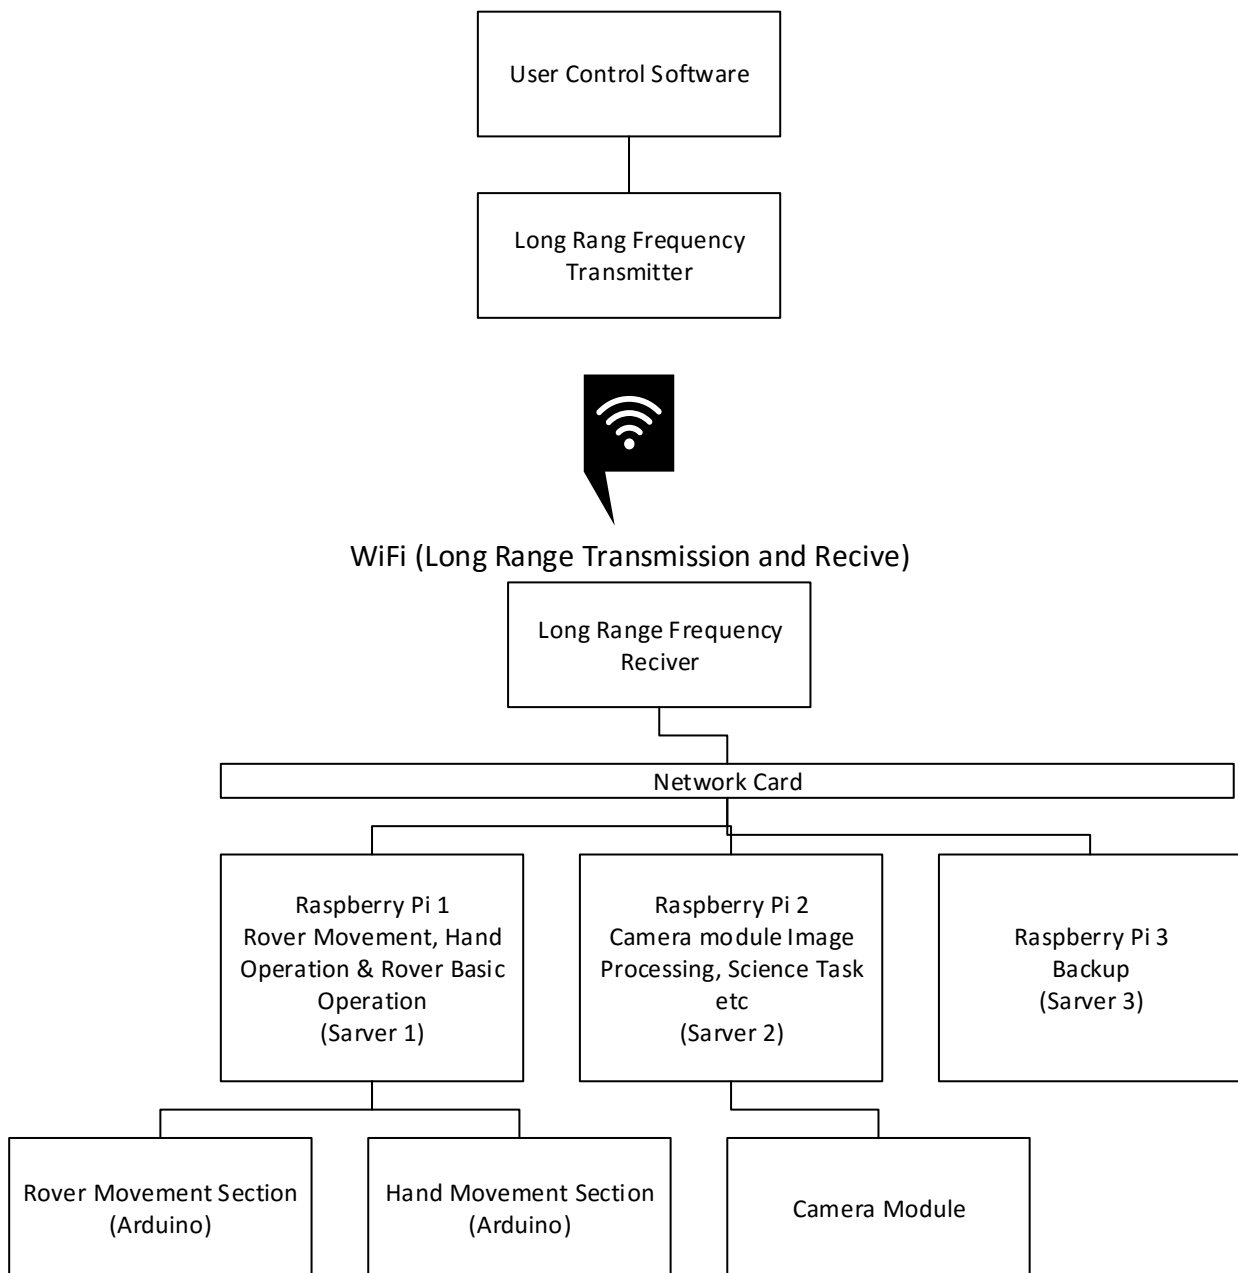 User Control Software
Long Rang Frequency
Transmitter
WiFi (Long Range Transmission and Recive)
Long Range Frequency
Reciver
Network Card
Raspberry Pi 1
Rover Movement, Hand
Operation & Rover Basic
Operation
(Sarver 1)
Raspberry Pi 2
Camera module Image
Processing, Science Task
etc
(Sarver 2)
Raspberry Pi 3
Backup
(Sarver 3)
Rover Movement Section
(Arduino)
Hand Movement Section
(Arduino)
Camera Module